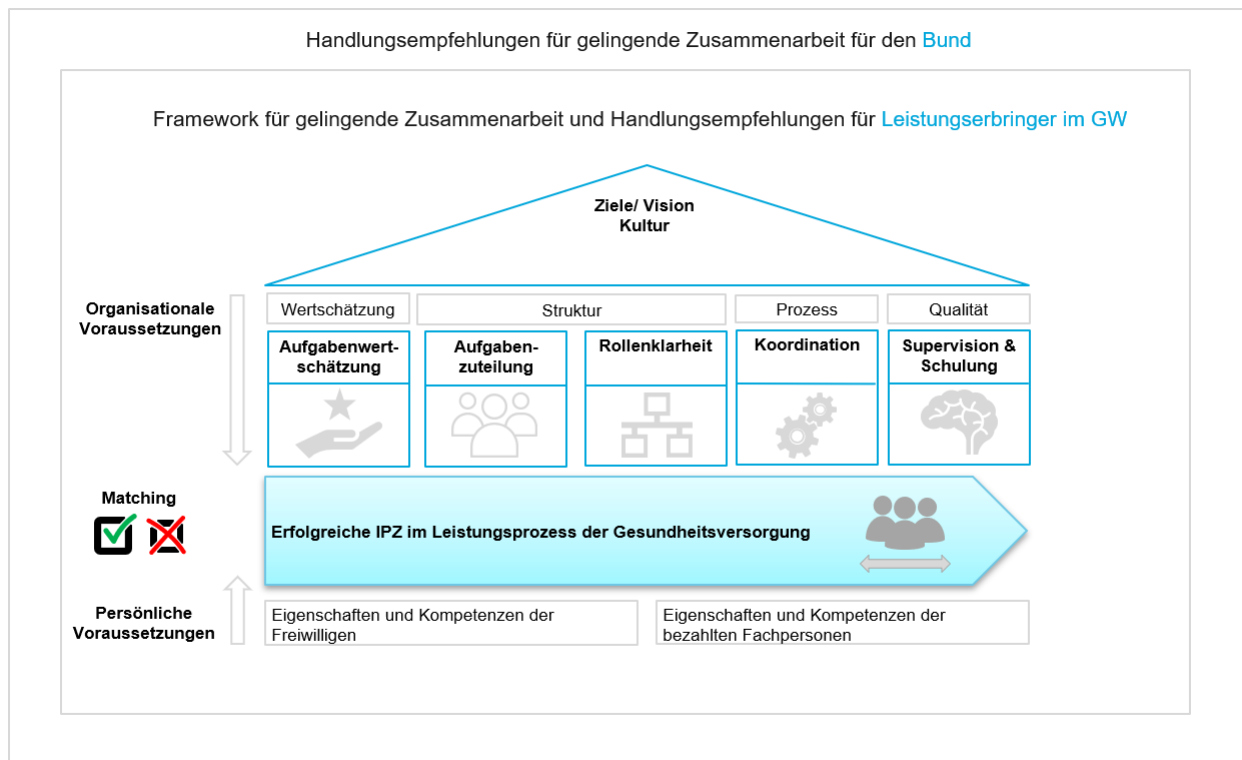 Handlungsempfehlungen für gelingende Zusammenarbeit für den Bund
Framework für gelingende Zusammenarbeit und Handlungsempfehlungen für Leistungserbringer im GW
Ziele/ Vision
Kultur
Organisationale
Voraussetzungen
Wertschätzung
Struktur
Prozess
Qualität
Aufgabenwert-
schätzung
Aufgaben-
zuteilung
Rollenklarheit
Koordination
Supervision &
Schulung
Matching
Erfolgreiche IPZ im Leistungsprozess der Gesundheitsversorgung
Persönliche
Voraussetzungen
Eigenschaften und Kompetenzen der
Freiwilligen
Eigenschaften und Kompetenzen der
bezahlten Fachpersonen